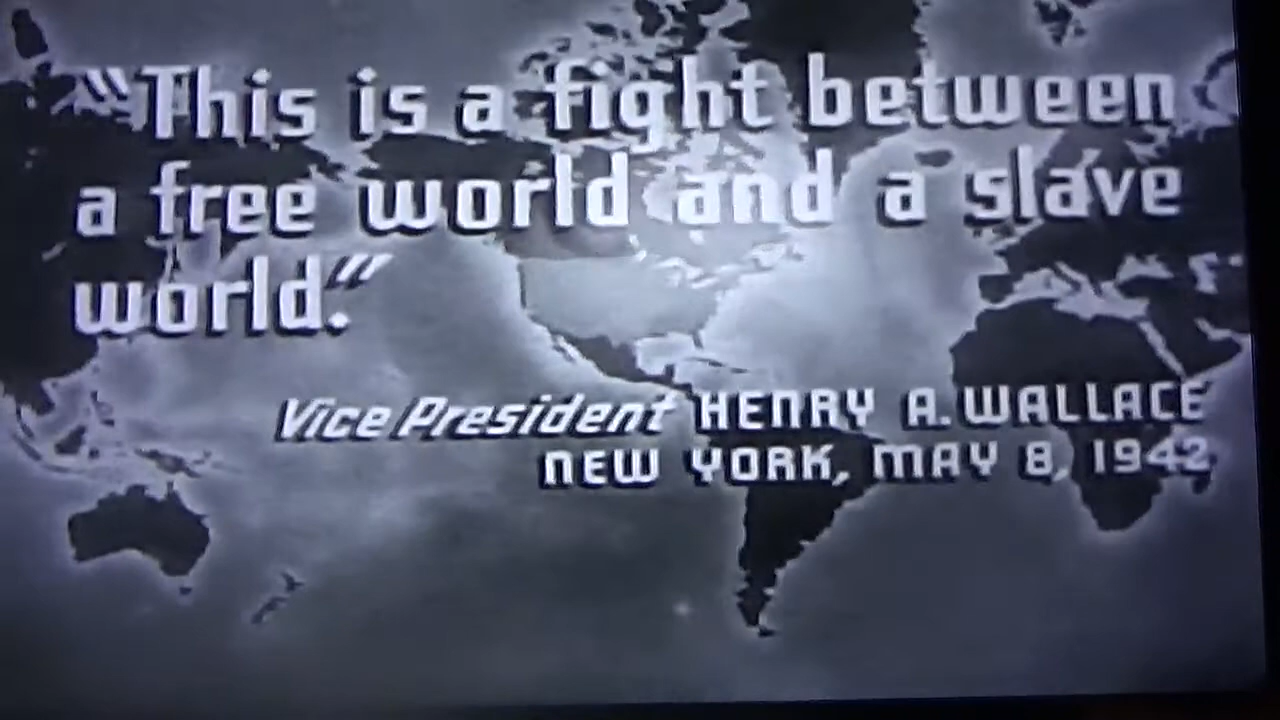 "This is a fight between
a free world and a slave
world."
Vice President HENRY A. WALLACE
NEW YORK, MAY 8, 1942